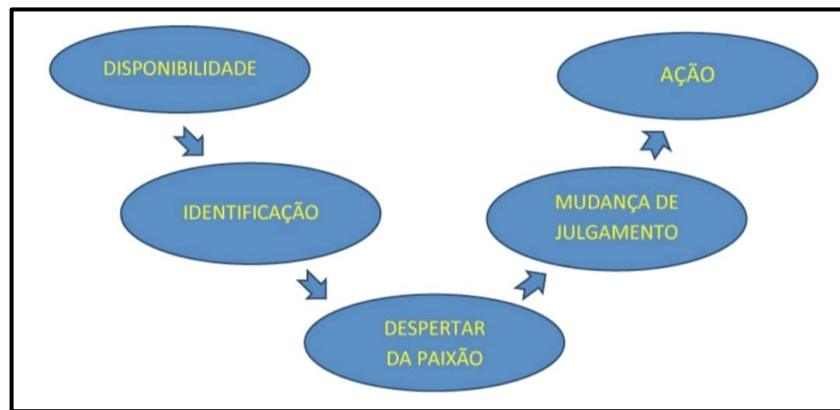 DISPONIBILIDADE
IDENTIFICAÇÃO
DESPERTAR
DA PAIXÃO
MUDANÇA DE
JULGAMENTO
AÇÃO